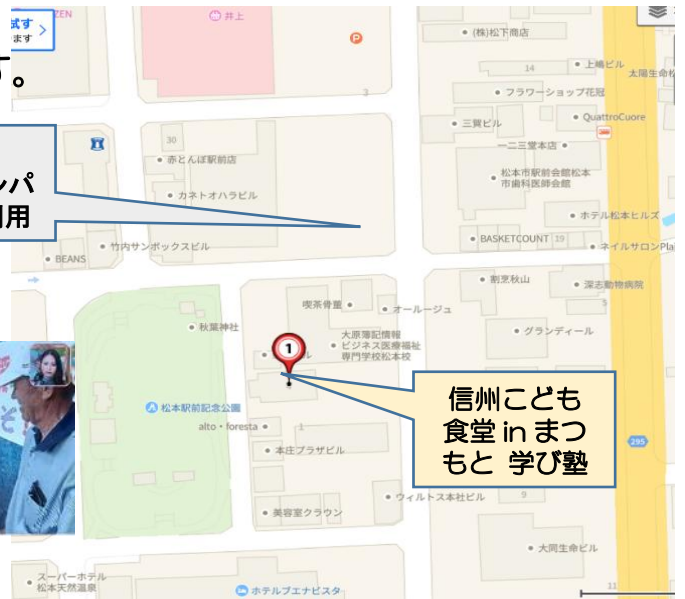 ZEN
試す
ます
す。
ンパ
利用
井上
P
3
(株)松下商店
14
上嶋ビル
太陽生命松
フラワーショップ花冠
三賀ビル
QuattroCuore
一二三堂本店
松本市駅前会館松本
市歯科医師会館
ホテル松本ヒルズ
BASKETCOUNT
19
ネイルサロンPla
30
赤とんぼ駅前店
カネトオハラビル
竹内サンボックスビル
BEANS
割烹秋山
深志動物病院
5
グランディール
喫茶骨董
オールージュ
秋葉神社
大原簿記情報
ビジネス医療福祉
専門学校松本校
1
ル
信州こども
食堂 in まつ
もと 学び塾
松本駅前記念公園
alto・foresta
1
本庄プラザビル
295
ウィルトス本社ビル
9
美容室クラウン
大同生命ビル
スーパーホテル
松本天然温泉
ホテルブエナビスタ
11